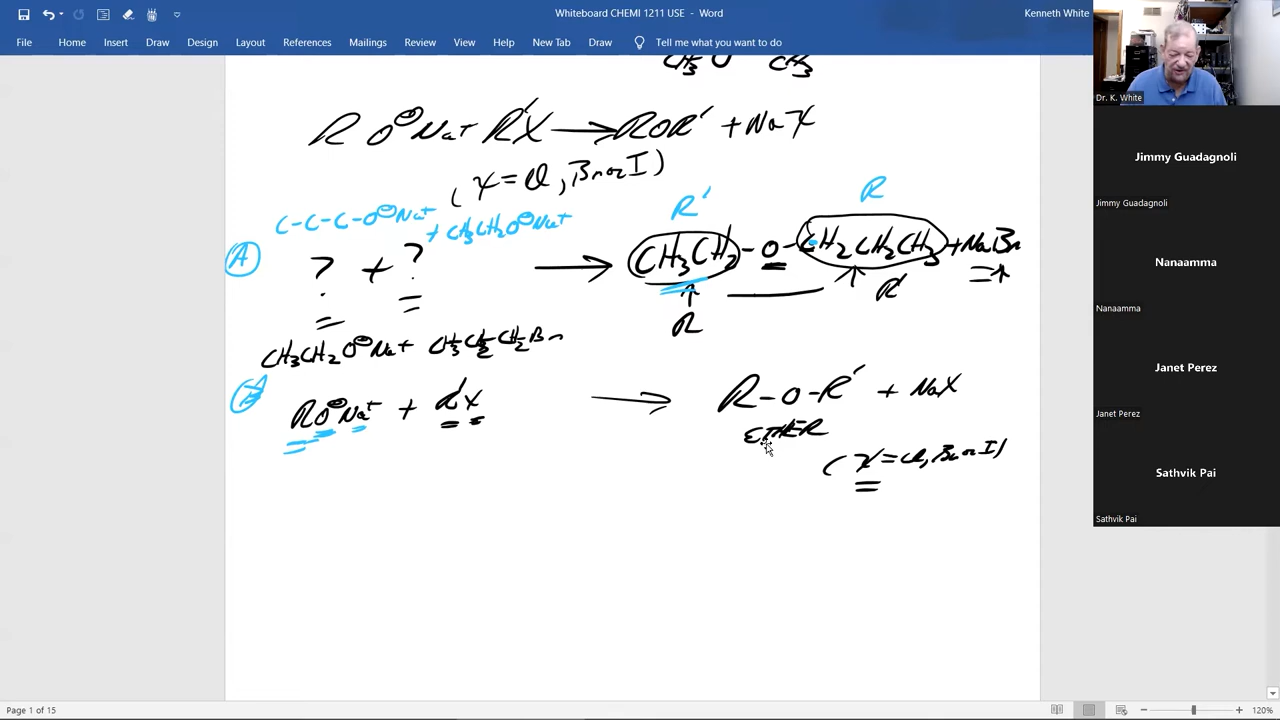 Whiteboard CHEMI 1211 USE - Word
Kenneth White
File Home Insert Draw Design Layout References Mailings Review View Help New Tab Draw Tell me what you want to do
Dr. K. White
CH3 O CH3
R O⊖Na+ R'X → ROR' + NaX
(X = Cl, Br or I)
C-C-C-O⊖Na+
+ CH3CH2O⊖Na+
R' R
A ? + ? → CH3CH2 - O - CH2CH2CH3 + NaBr
R R'
CH3CH2O⊖Na+ CH3CH2CH2Br
RO⊖Na+ + R'X → R-O-R' + NaX
ETHER
(X = Cl, Br or I)
Jimmy Guadagnoli
Jimmy Guadagnoli
Nanaamma
Nanaamma
Janet Perez
Janet Perez
Sathvik Pai
Sathvik Pai
Page 1 of 15
120%